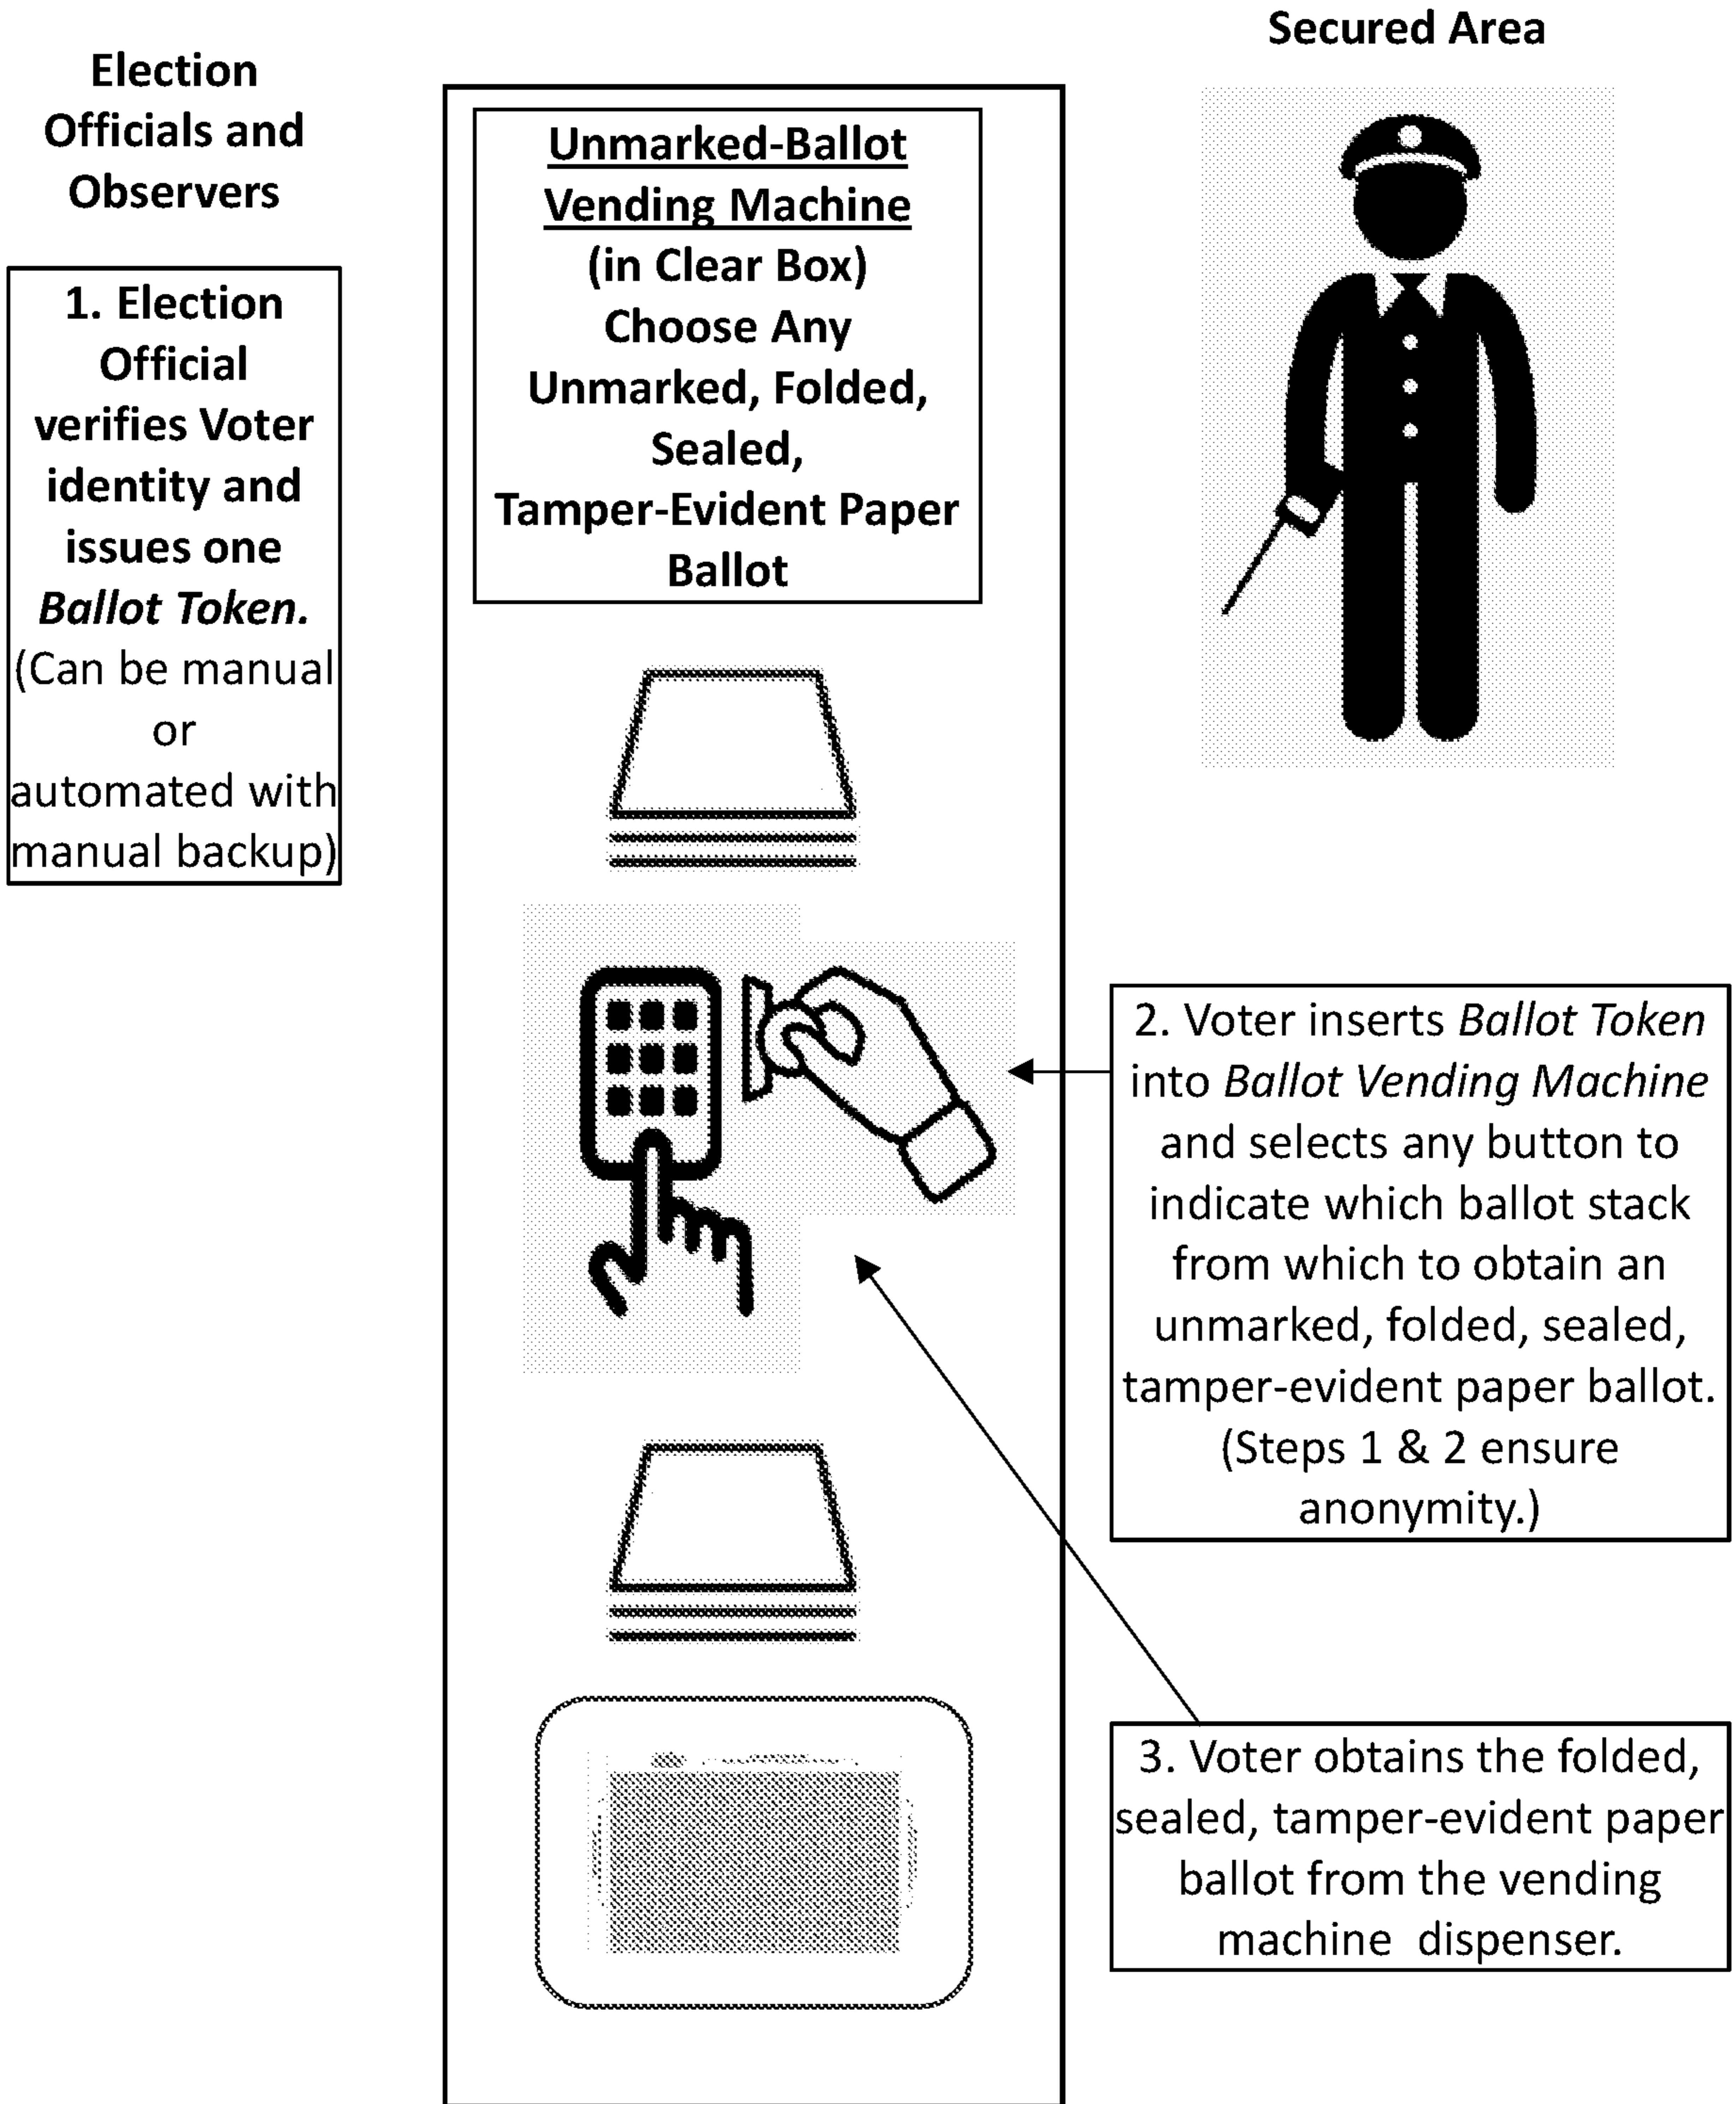 Secured Area
Election
Officials and
Observers
1. Election
Official
verifies Voter
identity and
issues one
Ballot Token.
(Can be manual
or
automated with
manual backup)
Unmarked-Ballot
Vending Machine
(in Clear Box)
Choose Any
Unmarked, Folded,
Sealed,
Tamper-Evident Paper
Ballot
2. Voter inserts Ballot Token
into Ballot Vending Machine
and selects any button to
indicate which ballot stack
from which to obtain an
unmarked, folded, sealed,
tamper-evident paper ballot.
(Steps 1 & 2 ensure
anonymity.)
3. Voter obtains the folded,
sealed, tamper-evident paper
ballot from the vending
machine dispenser.